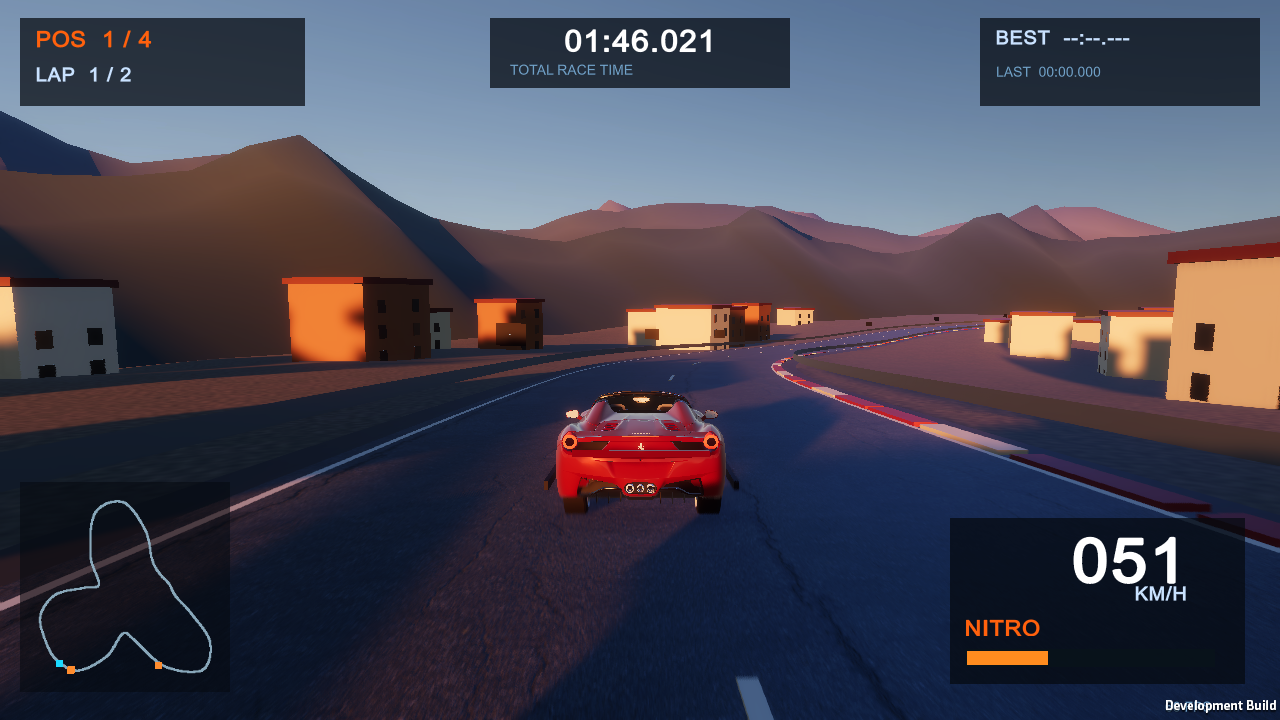 POS 1 / 4
LAP 1 / 2
01:46.021
TOTAL RACE TIME
BEST --:--.---
LAST 00:00.000
051
KM/H
NITRO
Development Build